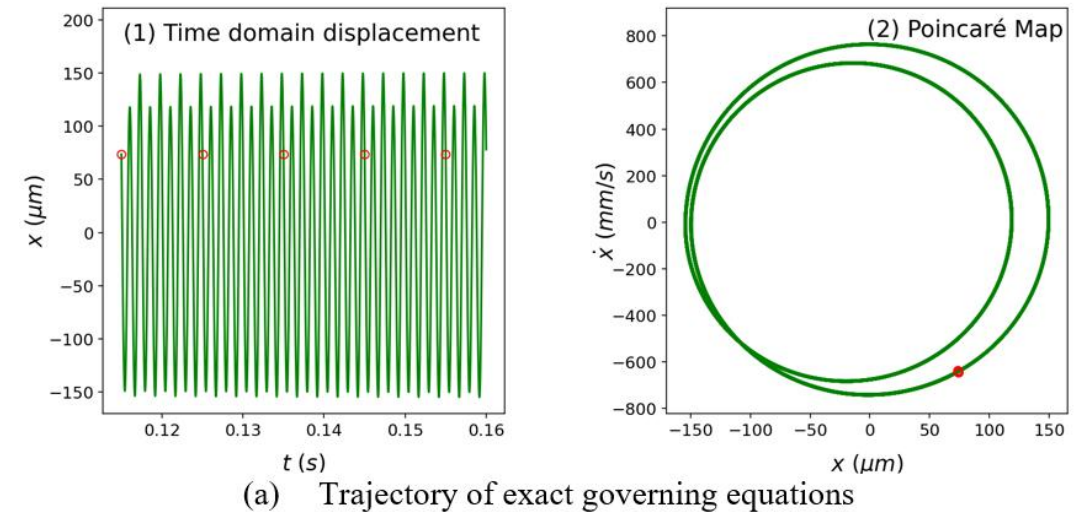 (1) Time domain displacement
200
150
100
50
0
−50
−100
−150
x (μm)
0.12 0.13 0.14 0.15 0.16
t (s)
(2) Poincaré Map
800
600
400
200
0
−200
−400
−600
−800
ẋ (mm/s)
−150 −100 −50 0 50 100 150
x (μm)
(a) Trajectory of exact governing equations